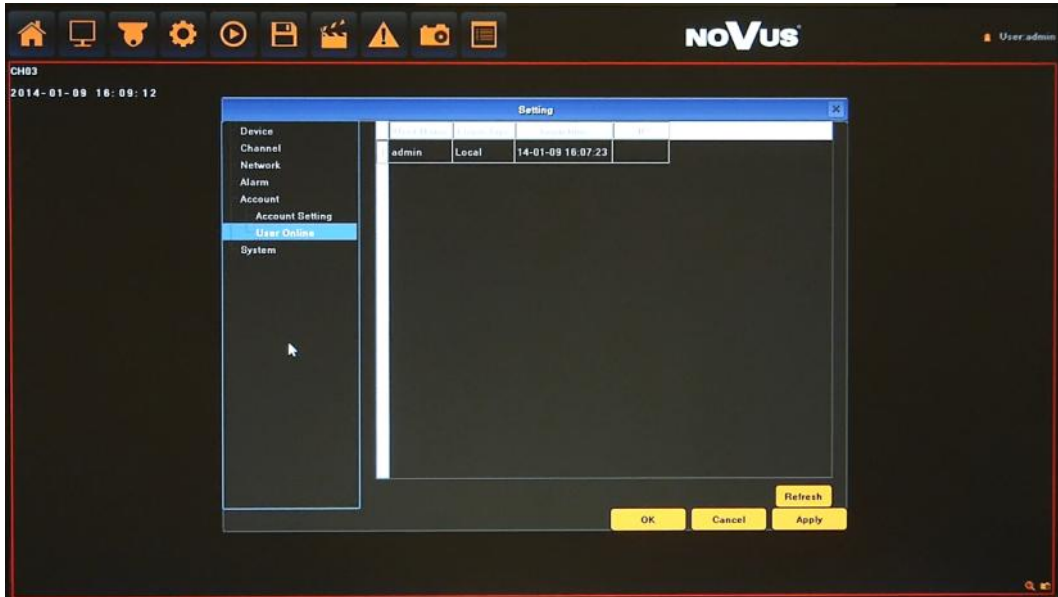 NOVUS
User:admin
CH03
2014-01-09 16:09:12
Setting
Device
Channel
Network
Alarm
Account
Account Setting
User Online
System
admin Local 14-01-09 16:07:23
Refresh
OK Cancel Apply